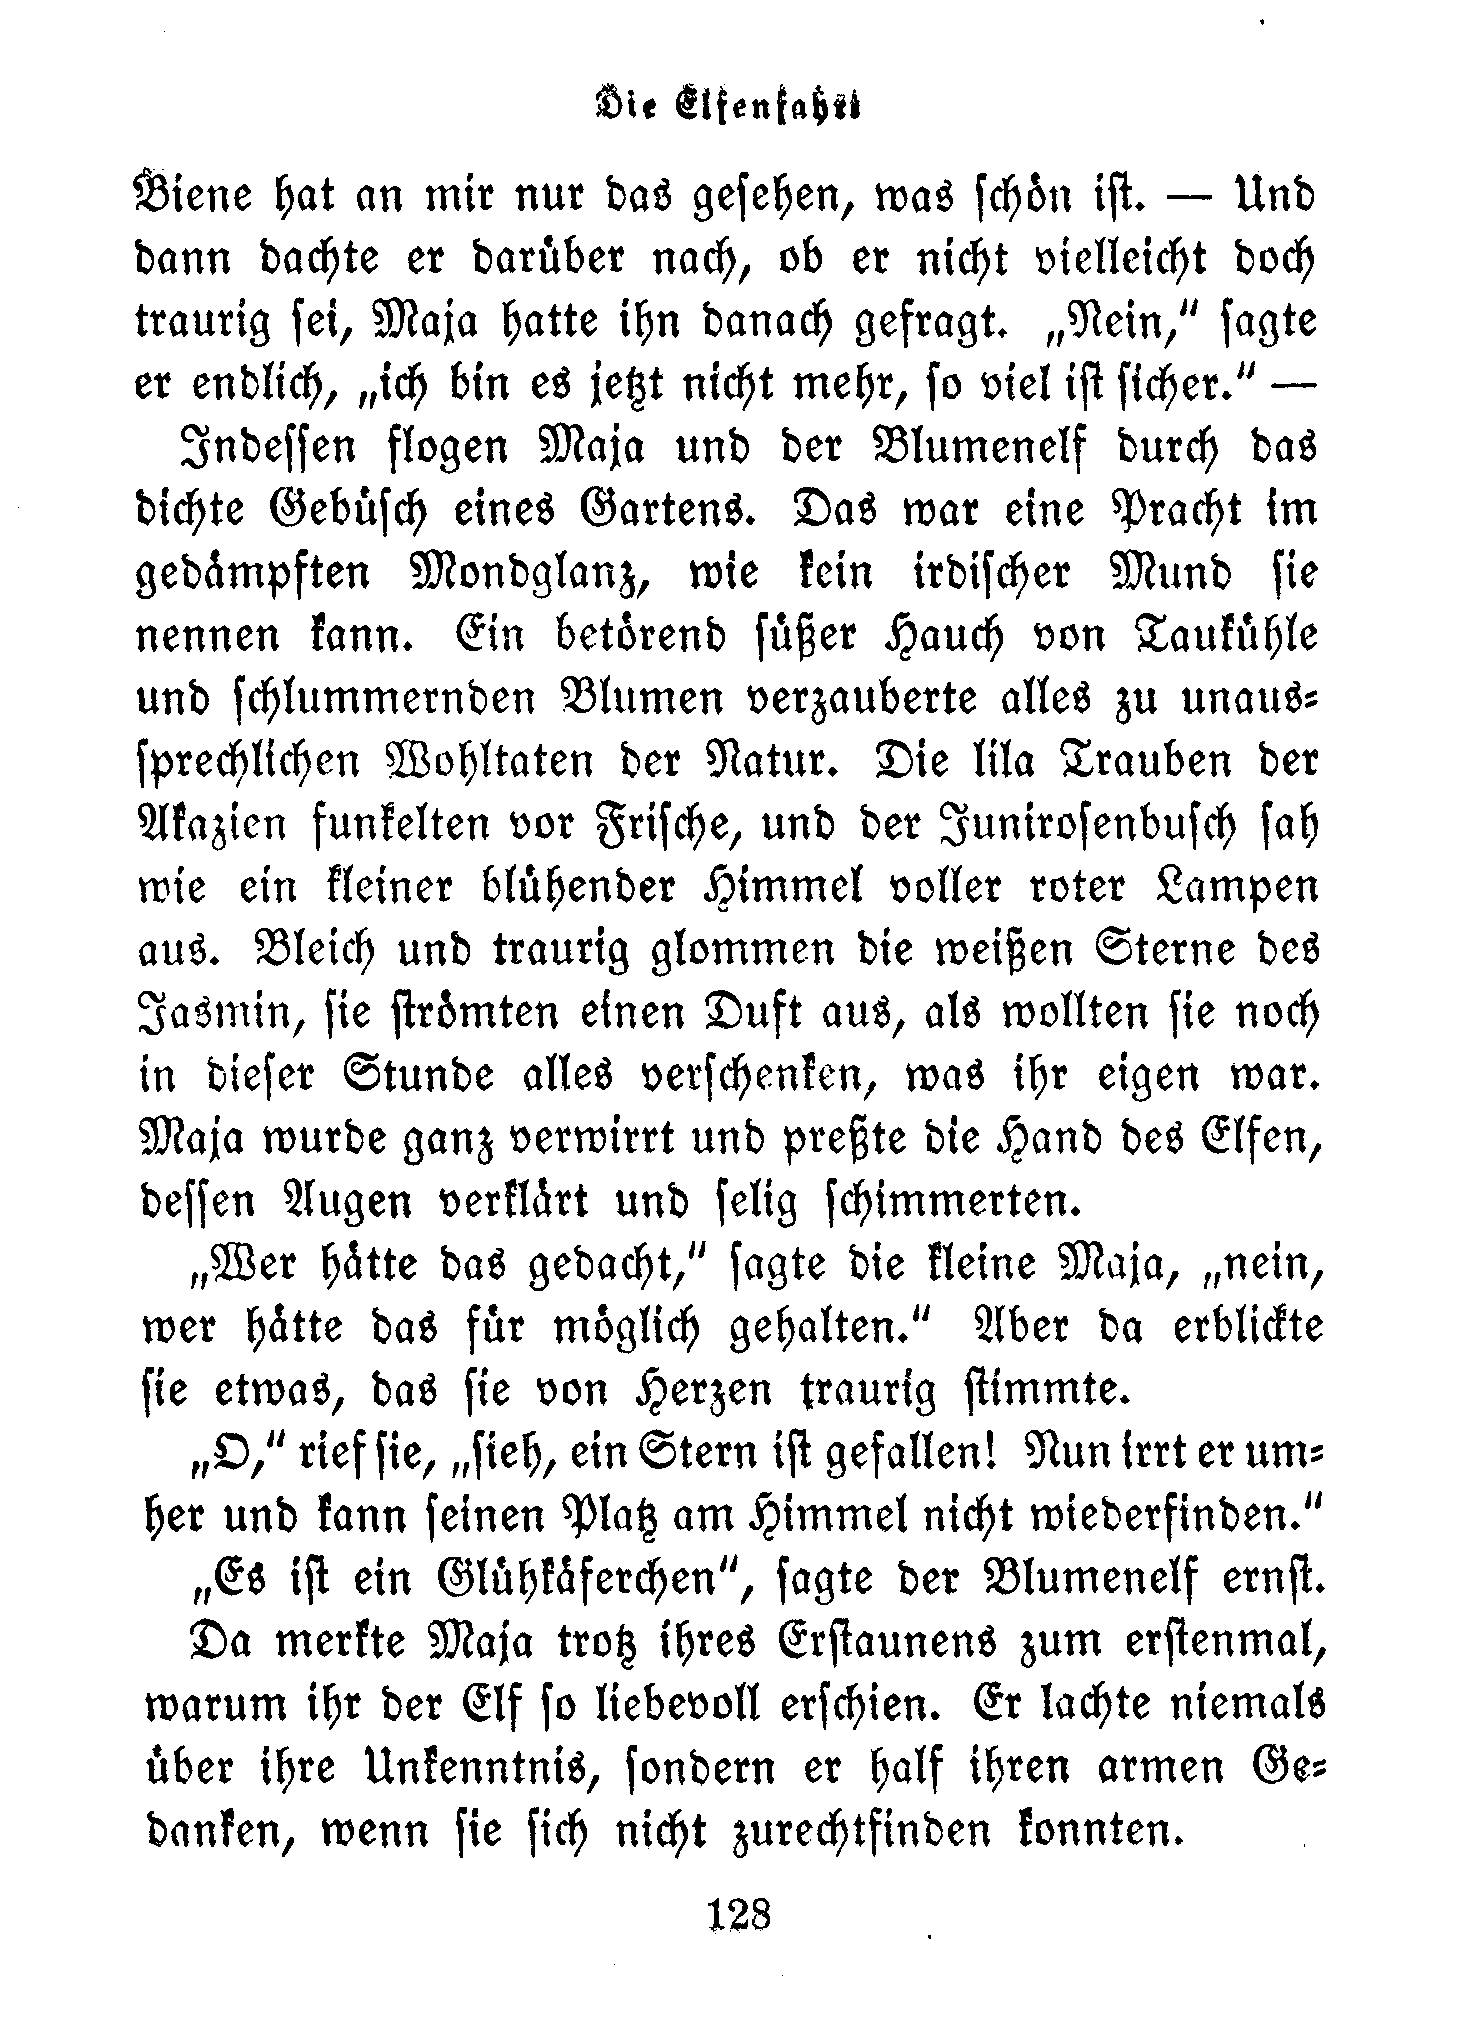 Die Elfenfahrt
Biene hat an mir nur das gesehen, was schön ist. — Und
dann dachte er darüber nach, ob er nicht vielleicht doch
traurig sei, Maja hatte ihn danach gefragt. „Nein,“ sagte
er endlich, „ich bin es jetzt nicht mehr, so viel ist sicher.“ —
Indessen flogen Maja und der Blumenelf durch das
dichte Gebüsch eines Gartens. Das war eine Pracht im
gedämpften Mondglanz, wie kein irdischer Mund sie
nennen kann. Ein betörend süßer Hauch von Taukühle
und schlummernden Blumen verzauberte alles zu unaus-
sprechlichen Wohltaten der Natur. Die lila Trauben der
Akazien funkelten vor Frische, und der Junirosenbusch sah
wie ein kleiner blühender Himmel voller roter Lampen
aus. Bleich und traurig glommen die weißen Sterne des
Jasmin, sie strömten einen Duft aus, als wollten sie noch
in dieser Stunde alles verschenken, was ihr eigen war.
Maja wurde ganz verwirrt und preßte die Hand des Elfen,
dessen Augen verklärt und selig schimmerten.
„Wer hätte das gedacht,“ sagte die kleine Maja, „nein,
wer hätte das für möglich gehalten.“ Aber da erblickte
sie etwas, das sie von Herzen traurig stimmte.
„O,“ rief sie, „sieh, ein Stern ist gefallen! Nun irrt er um-
her und kann seinen Platz am Himmel nicht wiederfinden.“
„Es ist ein Glühkäferchen“, sagte der Blumenelf ernst.
Da merkte Maja trotz ihres Erstaunens zum erstenmal,
warum ihr der Elf so liebevoll erschien. Er lachte niemals
über ihre Unkenntnis, sondern er half ihren armen Ge-
danken, wenn sie sich nicht zurechtfinden konnten.
128